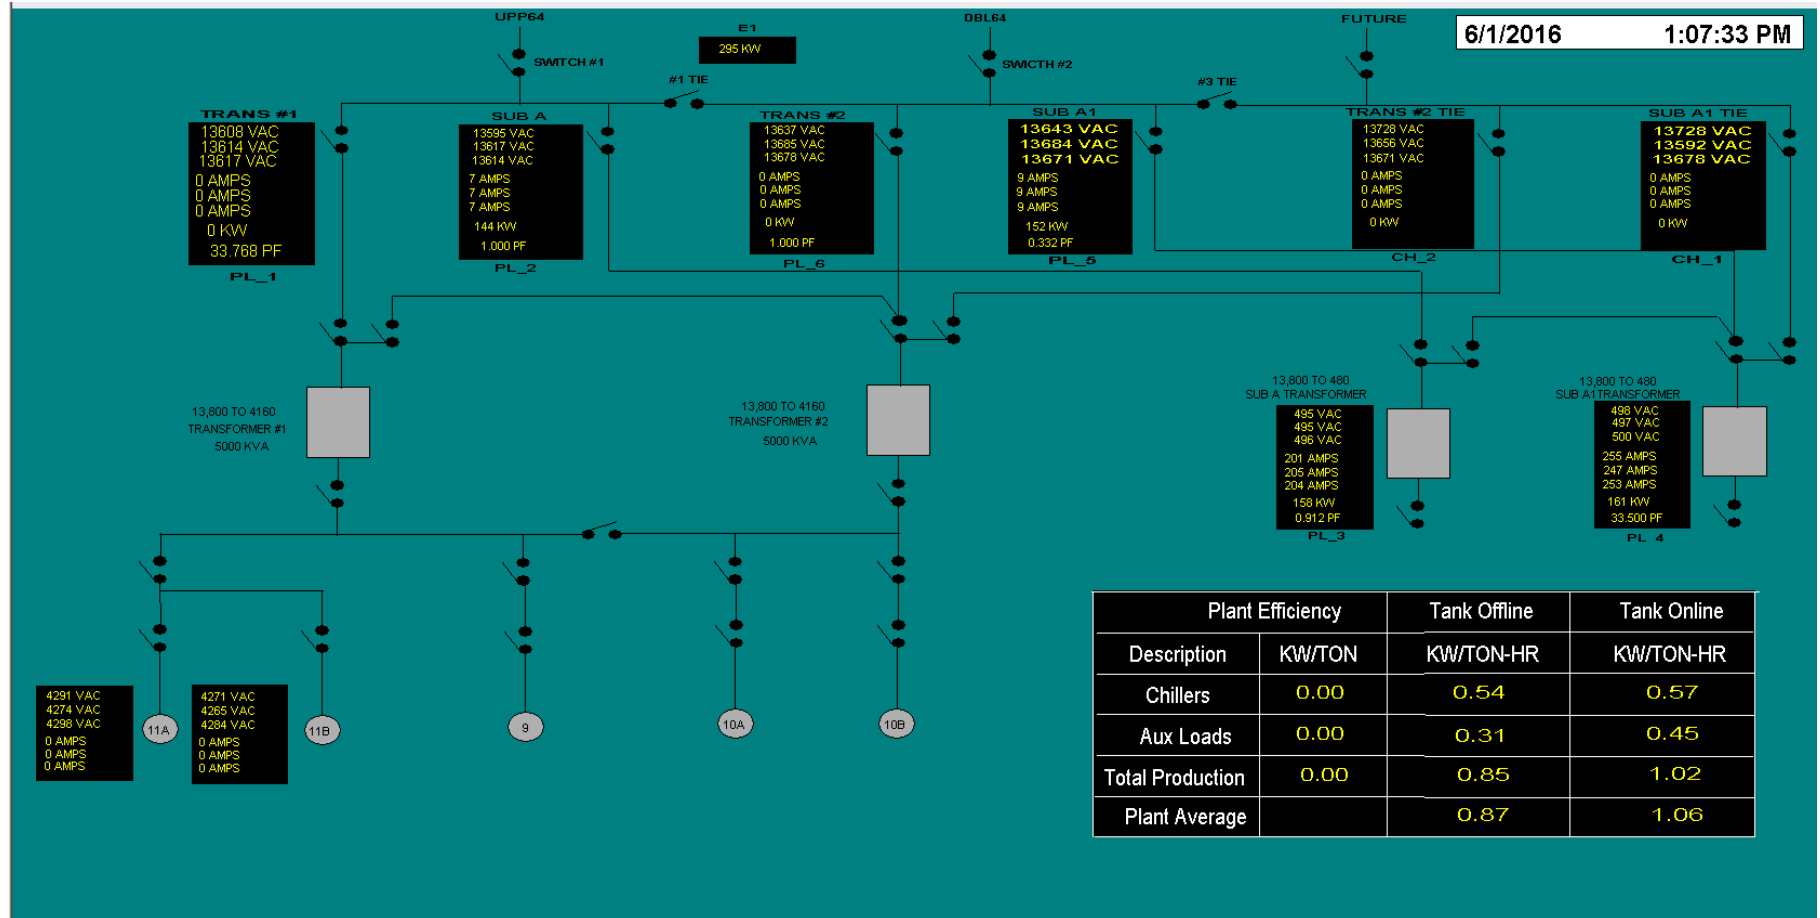 UPP64
DBL64
FUTURE
6/1/2016 1:07:33 PM
E1
295 KW
SWITCH #1
SWICTH #2
#1 TIE
#3 TIE
TRANS #1
13608 VAC
13614 VAC
13617 VAC
0 AMPS
0 AMPS
0 AMPS
0 KW
33.768 PF
PL_1
SUB A
13595 VAC
13617 VAC
13614 VAC
7 AMPS
7 AMPS
7 AMPS
144 KW
1.000 PF
PL_2
TRANS #2
13637 VAC
13685 VAC
13678 VAC
0 AMPS
0 AMPS
0 AMPS
0 KW
1.000 PF
PL_6
SUB A1
13643 VAC
13684 VAC
13671 VAC
9 AMPS
9 AMPS
9 AMPS
152 KW
0.332 PF
PL_5
TRANS #2 TIE
13728 VAC
13656 VAC
13671 VAC
0 AMPS
0 AMPS
0 AMPS
0 KW
CH_2
SUB A1 TIE
13728 VAC
13592 VAC
13678 VAC
0 AMPS
0 AMPS
0 AMPS
0 KW
CH_1
13,800 TO 4160
TRANSFORMER #1
5000 KVA
13,800 TO 4160
TRANSFORMER #2
5000 KVA
13,800 TO 480
SUB A TRANSFORMER
495 VAC
495 VAC
496 VAC
201 AMPS
205 AMPS
204 AMPS
158 KW
0.912 PF
PL_3
13,800 TO 480
SUB A1TRANSFORMER
498 VAC
497 VAC
500 VAC
255 AMPS
247 AMPS
253 AMPS
161 KW
33.500 PF
PL_4
4291 VAC
4274 VAC
4298 VAC
0 AMPS
0 AMPS
0 AMPS
11A
4271 VAC
4265 VAC
4284 VAC
0 AMPS
0 AMPS
0 AMPS
11B
9
10A
10B
Plant Efficiency Tank Offline Tank Online
Description KW/TON KW/TON-HR KW/TON-HR
Chillers 0.00 0.54 0.57
Aux Loads 0.00 0.31 0.45
Total Production 0.00 0.85 1.02
Plant Average 0.87 1.06